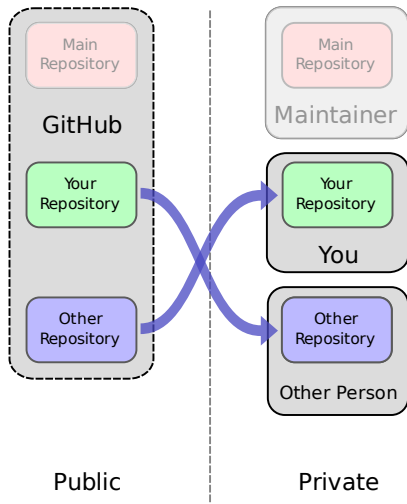 Main
Repository
GitHub
Your
Repository
Other
Repository
Public
Main
Repository
Maintainer
Your
Repository
You
Other
Repository
Other Person
Private